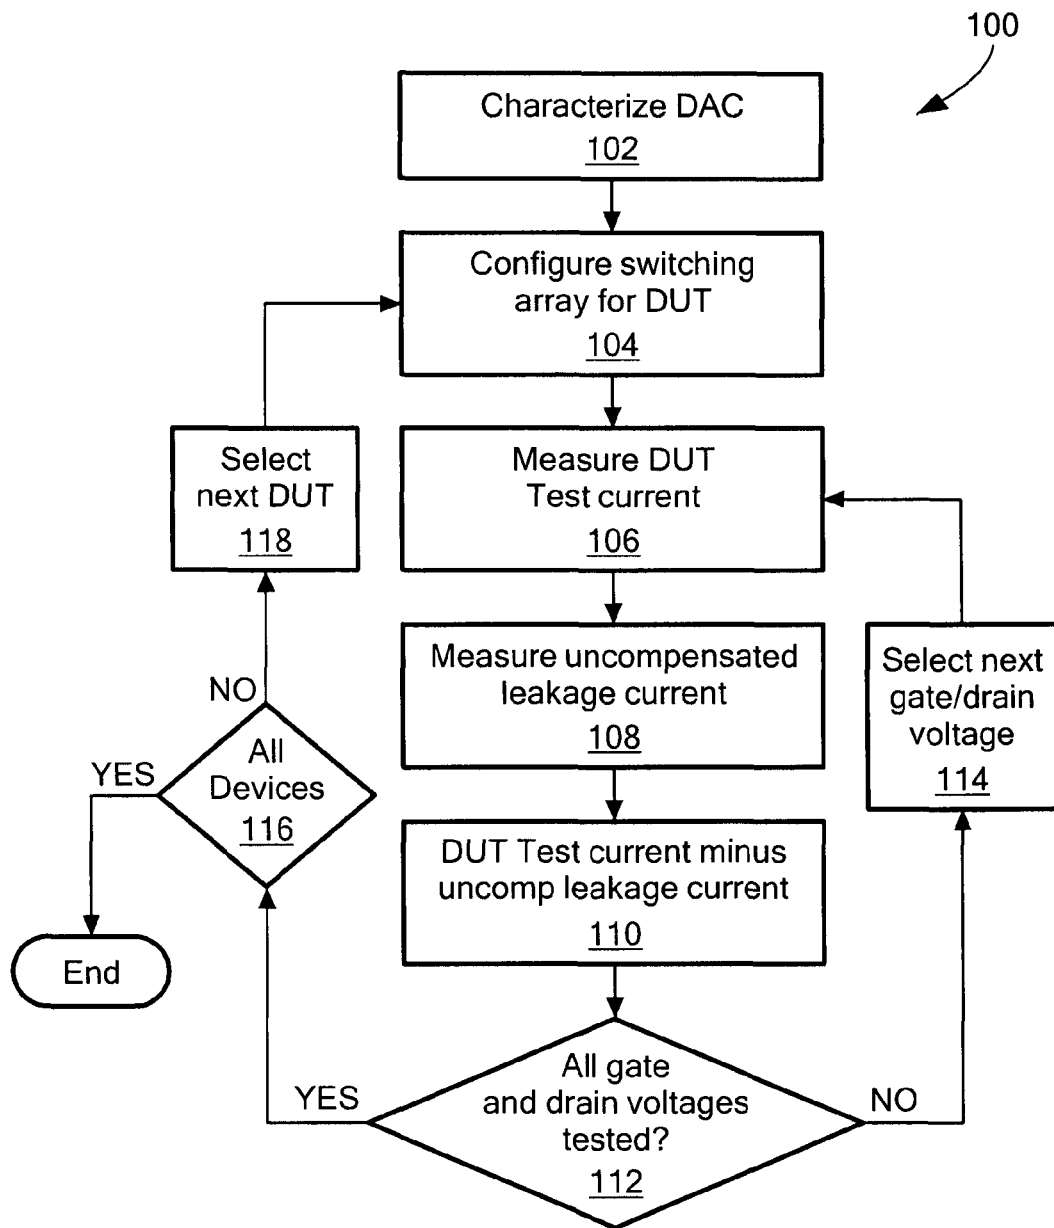 100
Characterize DAC
102
Configure switching
array for DUT
104
Select
next DUT
118
Measure DUT
Test current
106
Measure uncompensated
leakage current
108
Select next
gate/drain
voltage
114
NO
YES
All
Devices
116
DUT Test current minus
uncomp leakage current
110
End
YES
All gate
and drain voltages
tested?
112
NO